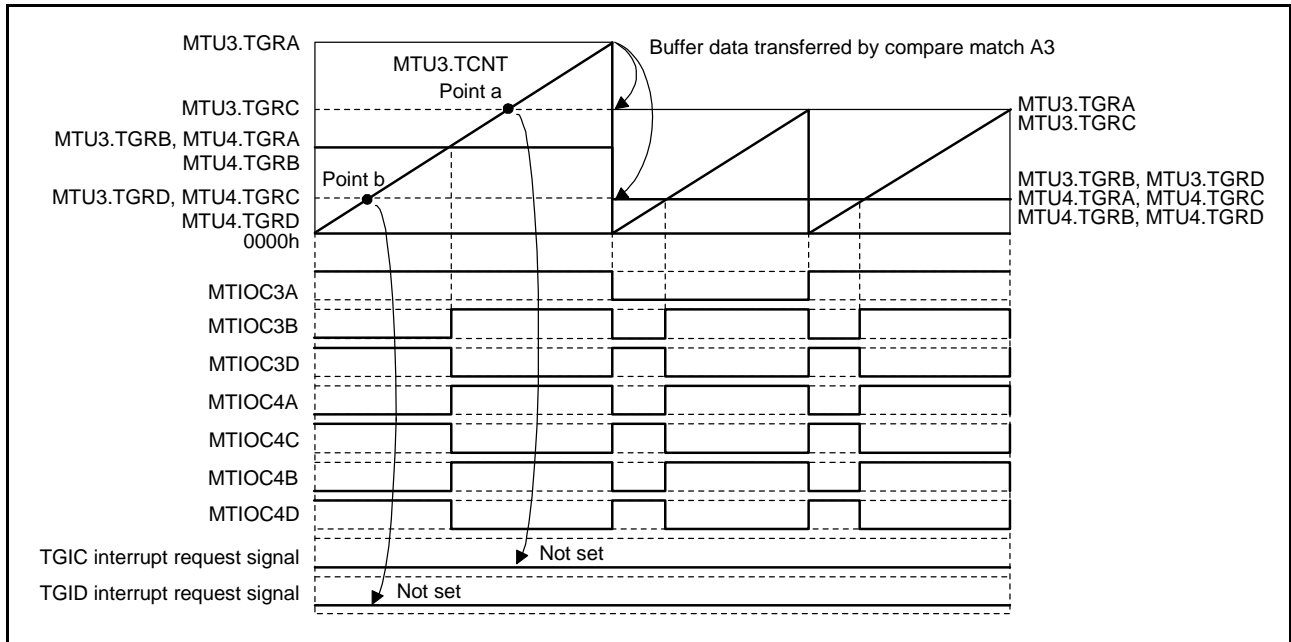 MTU3.TGRA
Buffer data transferred by compare match A3
MTU3.TCNT
Point a
MTU3.TGRC
MTU3.TGRA
MTU3.TGRC
MTU3.TGRB, MTU4.TGRA
MTU4.TGRB
Point b
MTU3.TGRD, MTU4.TGRC
MTU4.TGRD
0000h
MTU3.TGRB, MTU3.TGRD
MTU4.TGRA, MTU4.TGRC
MTU4.TGRB, MTU4.TGRD
MTIOC3A
MTIOC3B
MTIOC3D
MTIOC4A
MTIOC4C
MTIOC4B
MTIOC4D
TGIC interrupt request signal
Not set
TGID interrupt request signal
Not set